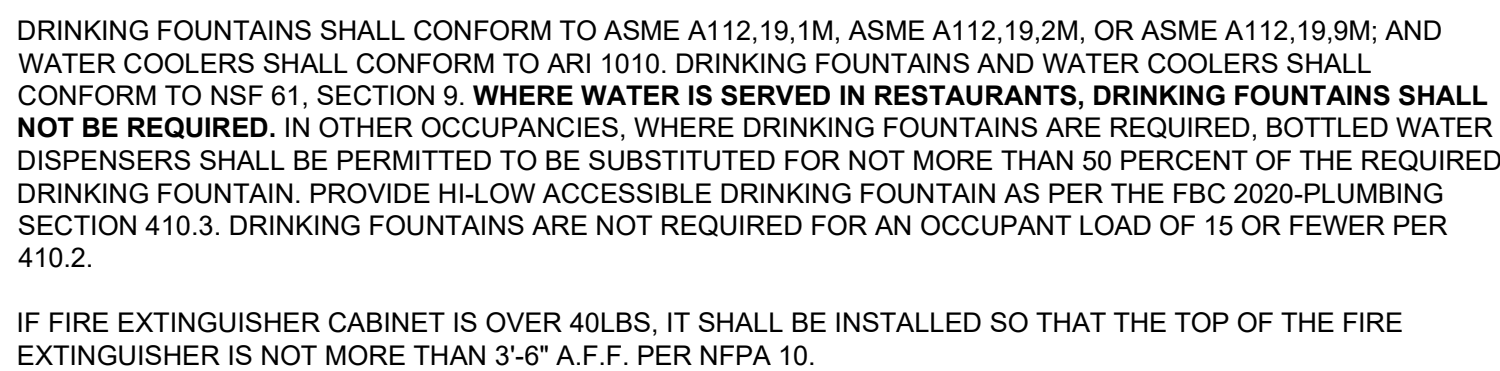 DRINKING FOUNTAINS SHALL CONFORM TO ASME A112,19,1M, ASME A112,19,2M, OR ASME A112,19,9M; AND
WATER COOLERS SHALL CONFORM TO ARI 1010. DRINKING FOUNTAINS AND WATER COOLERS SHALL
CONFORM TO NSF 61, SECTION 9. WHERE WATER IS SERVED IN RESTAURANTS, DRINKING FOUNTAINS SHALL
NOT BE REQUIRED. IN OTHER OCCUPANCIES, WHERE DRINKING FOUNTAINS ARE REQUIRED, BOTTLED WATER
DISPENSERS SHALL BE PERMITTED TO BE SUBSTITUTED FOR NOT MORE THAN 50 PERCENT OF THE REQUIRED
DRINKING FOUNTAIN. PROVIDE HI-LOW ACCESSIBLE DRINKING FOUNTAIN AS PER THE FBC 2020-PLUMBING
SECTION 410.3. DRINKING FOUNTAINS ARE NOT REQUIRED FOR AN OCCUPANT LOAD OF 15 OR FEWER PER
410.2.
IF FIRE EXTINGUISHER CABINET IS OVER 40LBS, IT SHALL BE INSTALLED SO THAT THE TOP OF THE FIRE
EXTINGUISHER IS NOT MORE THAN 3'-6" A.F.F. PER NFPA 10.